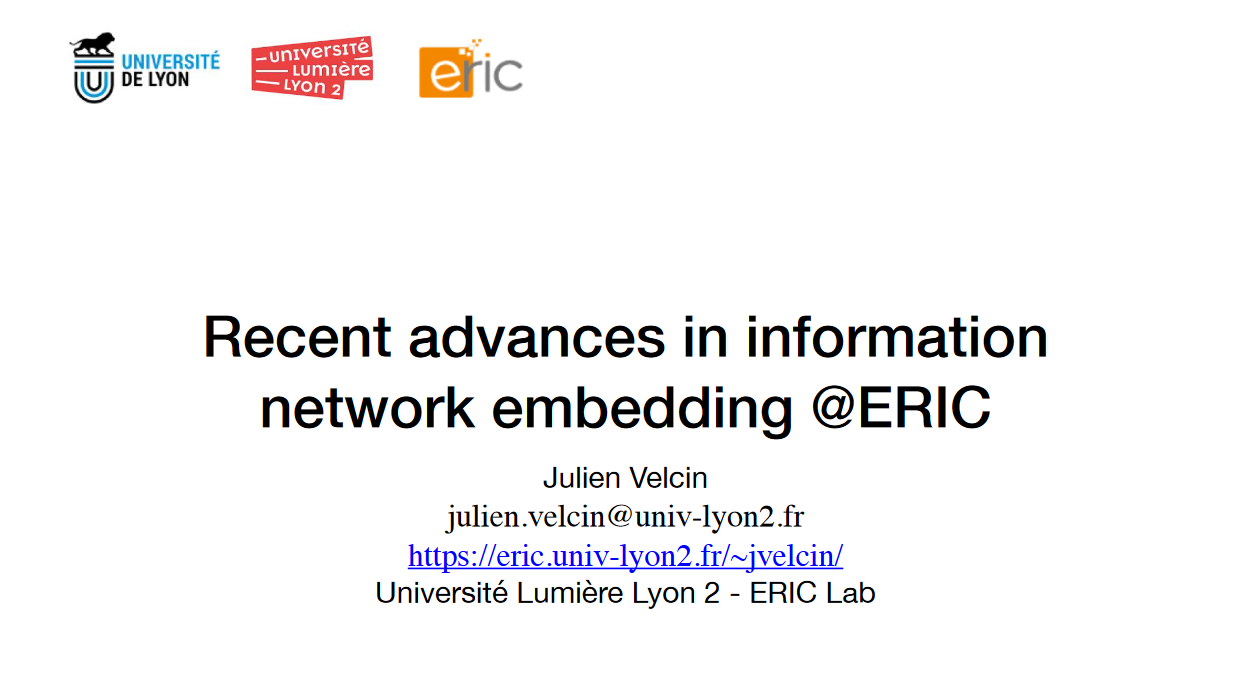 UNIVERSITÉ
DE LYON
UNIVERSITÉ
LUMIÈRE
LYON 2
eric
Recent advances in information
network embedding @ERIC
Julien Velcin
julien.velcin@univ-lyon2.fr
https://eric.univ-lyon2.fr/~jvelcin/
Université Lumière Lyon 2 - ERIC Lab